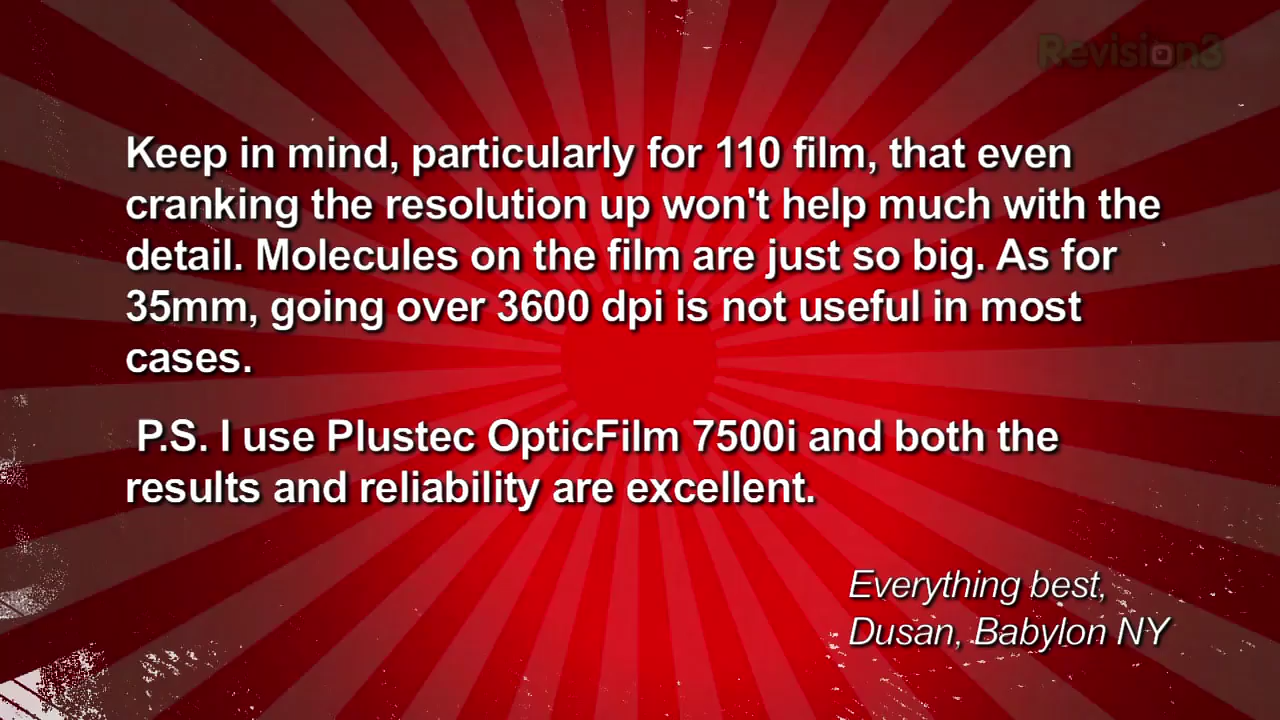 Revision3
Keep in mind, particularly for 110 film, that even
cranking the resolution up won't help much with the
detail. Molecules on the film are just so big. As for
35mm, going over 3600 dpi is not useful in most
cases.
P.S. I use Plustec OpticFilm 7500i and both the
results and reliability are excellent.
Everything best,
Dusan, Babylon NY